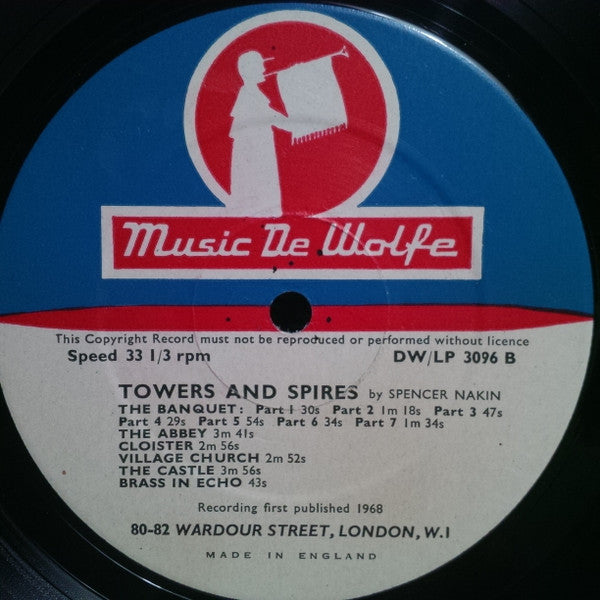 Music De Wolfe
This Copyright Record must not be reproduced or performed without licence
Speed 33 1/3 rpm DW/LP 3096 B
TOWERS AND SPIRES by SPENCER NAKIN
THE BANQUET: Part 1 30s Part 2 1m 18s Part 3 47s
Part 4 29s Part 5 54s Part 6 34s Part 7 1m 34s
THE ABBEY 3m 41s
CLOISTER 2m 56s
VILLAGE CHURCH 2m 52s
THE CASTLE 3m 56s
BRASS IN ECHO 43s
Recording first published 1968
80-82 WARDOUR STREET, LONDON, W.1
MADE IN ENGLAND